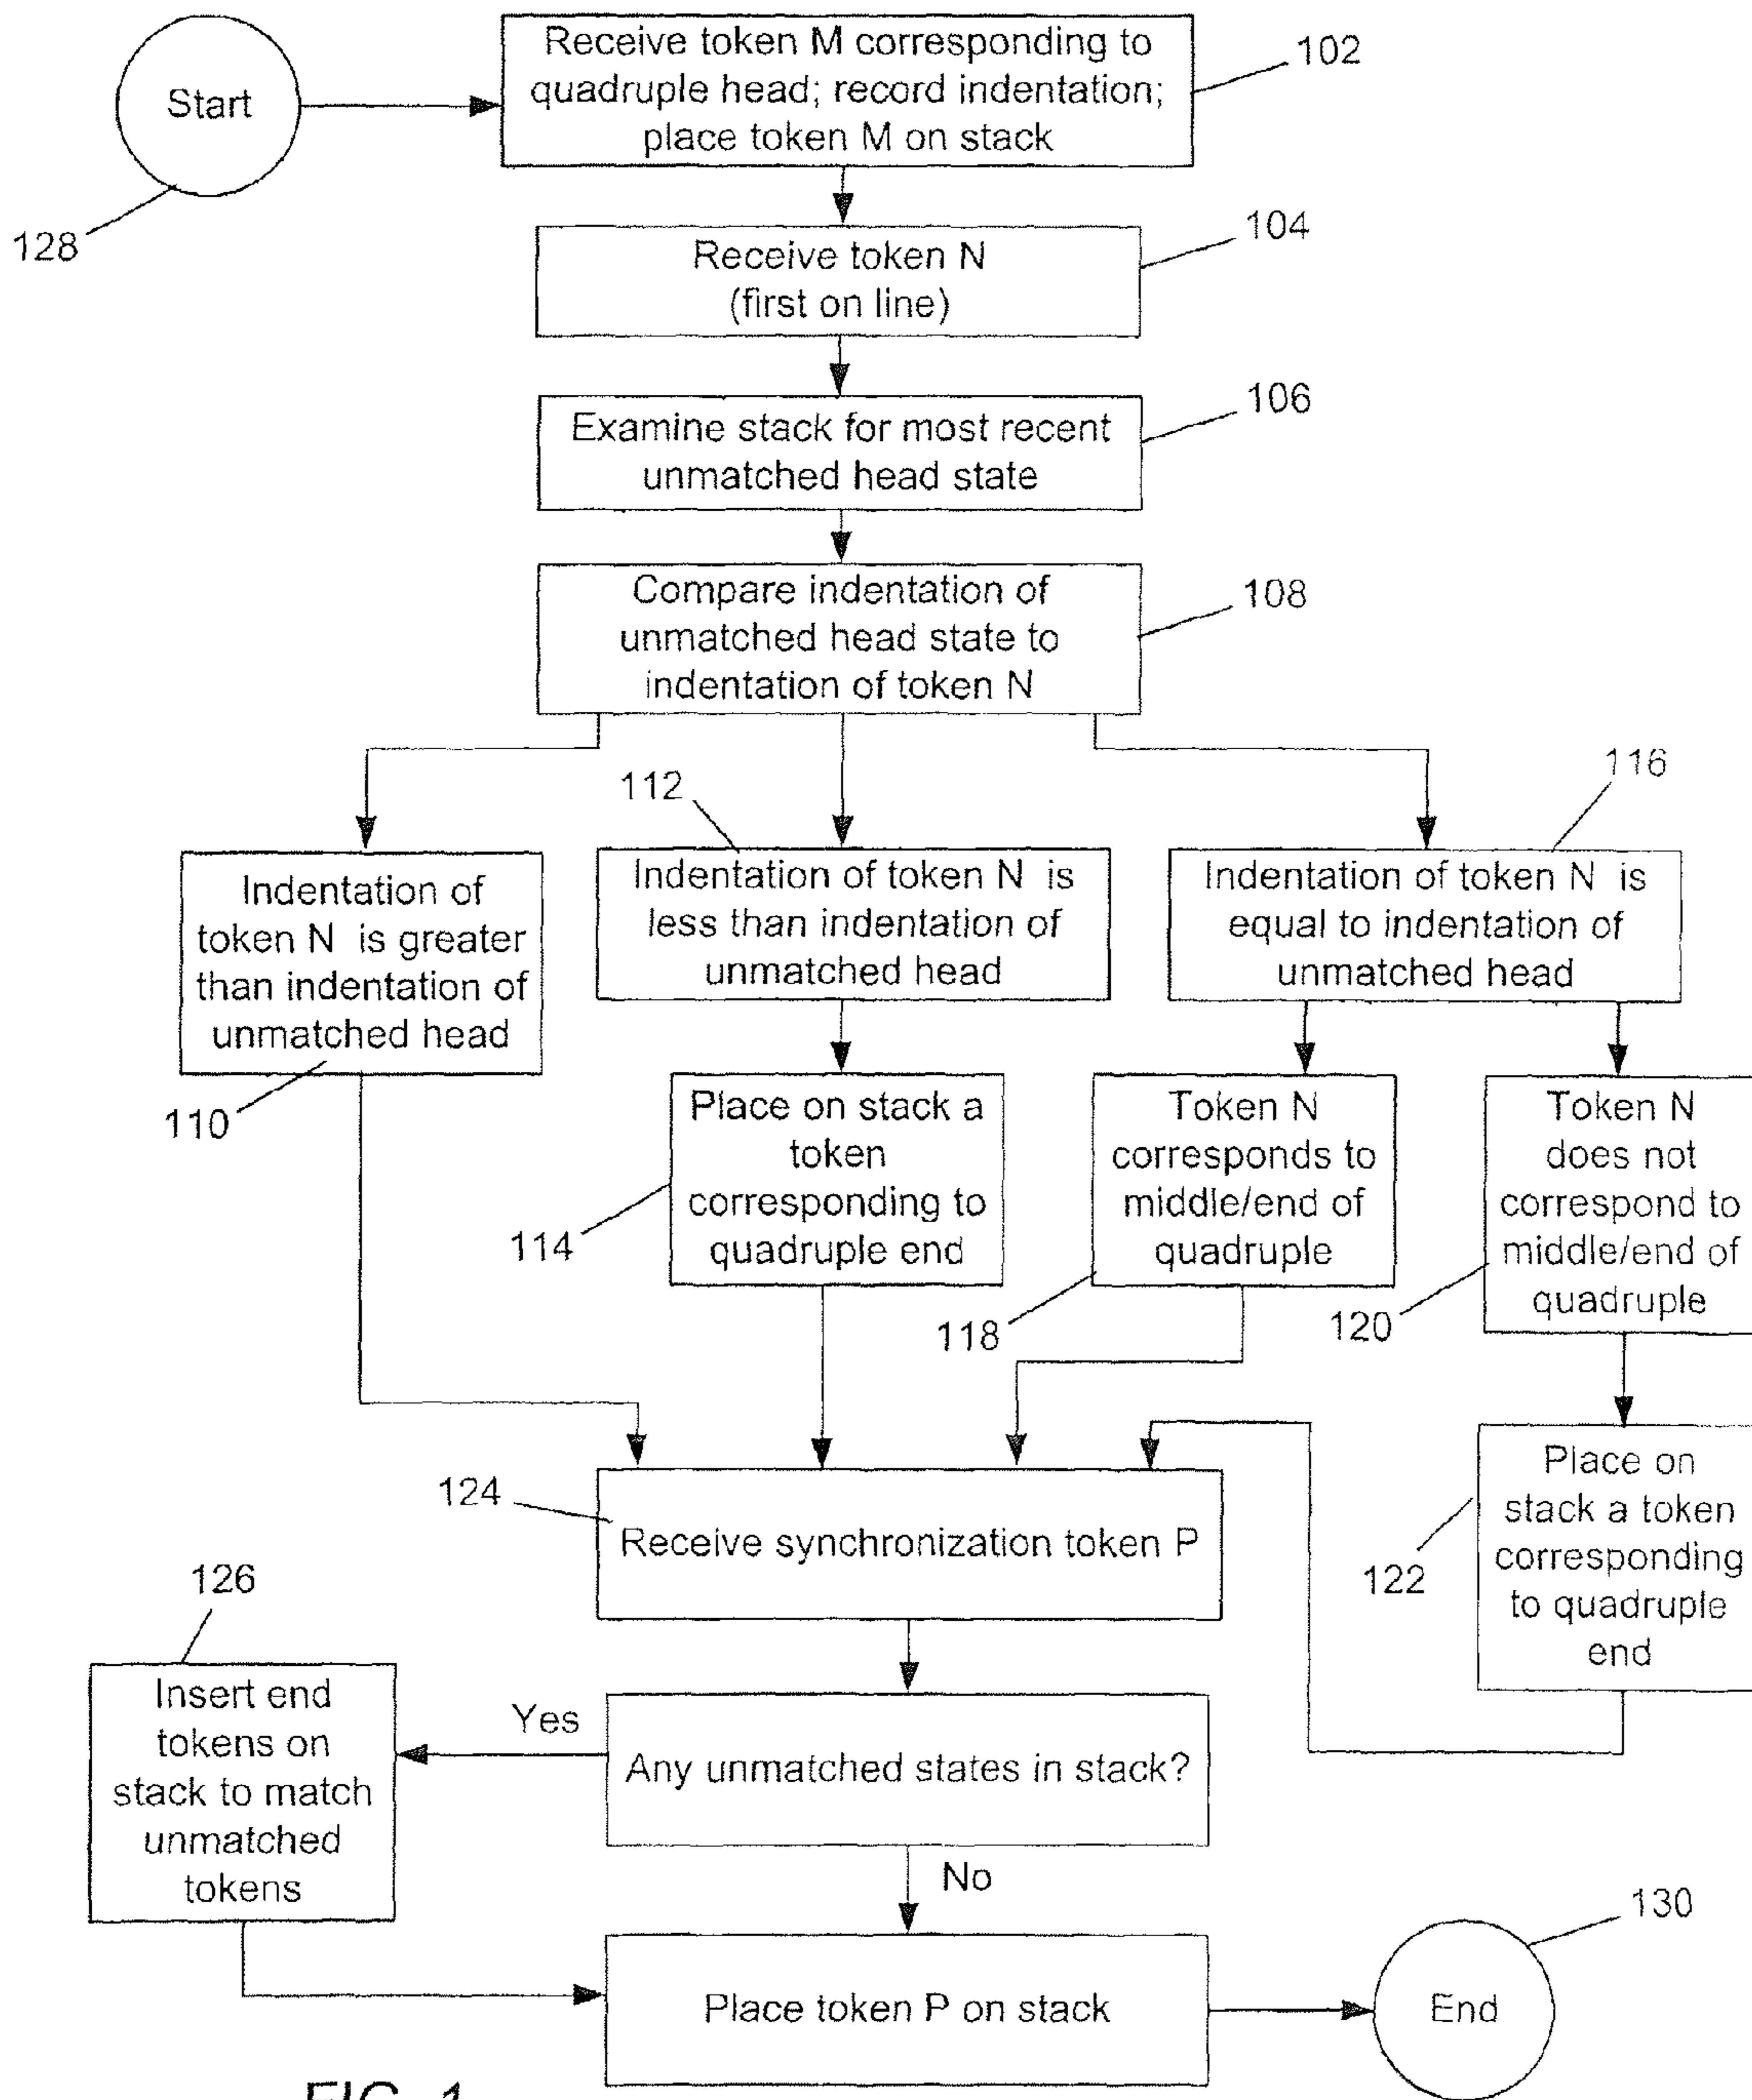 Start
128
Receive token M corresponding to
quadruple head; record indentation;
place token M on stack
102
Receive token N
(first on line)
104
Examine stack for most recent
unmatched head state
106
Compare indentation of
unmatched head state to
indentation of token N
108
Indentation of
token N is greater
than indentation of
unmatched head
110
112
Indentation of token N is
less than indentation of
unmatched head
116
Indentation of token N is
equal to indentation of
unmatched head
Place on stack a
token
corresponding to
quadruple end
114
Token N
corresponds to
middle/end of
quadruple
118
Token N
does not
correspond to
middle/end of
quadruple
120
Place on
stack a token
corresponding
to quadruple
end
122
124
Receive synchronization token P
Any unmatched states in stack?
Yes
No
126
Insert end
tokens on
stack to match
unmatched
tokens
Place token P on stack
End
130
FIG. 1